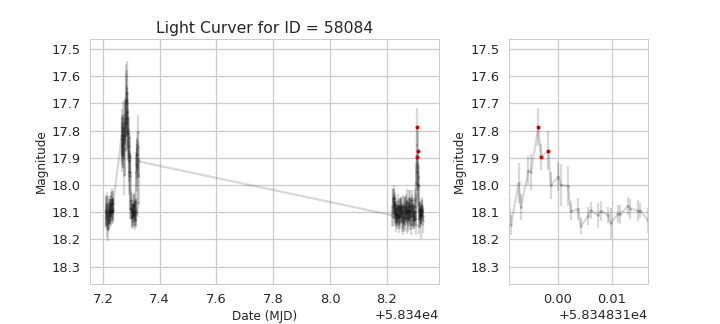 Light Curver for ID = 58084
17.5
17.6
17.7
17.8
17.9
18.0
18.1
18.2
18.3
Magnitude
7.2 7.4 7.6 7.8 8.0 8.2
Date (MJD)
+5.834e4
17.5
17.6
17.7
17.8
17.9
18.0
18.1
18.2
18.3
Magnitude
0.00 0.01
+5.834831e4